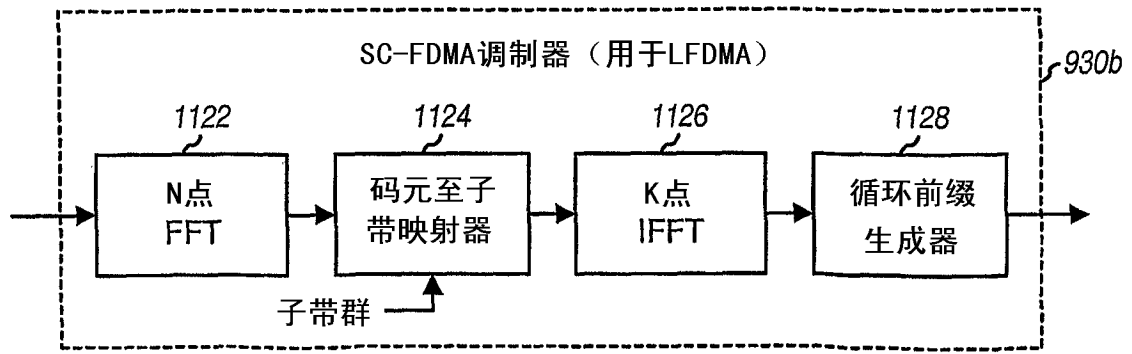 SC-FDMA调制器（用于LFDMA）
930b
1122
1124
1126
1128
N点
FFT
码元至子
带映射器
K点
IFFT
循环前缀
生成器
子带群